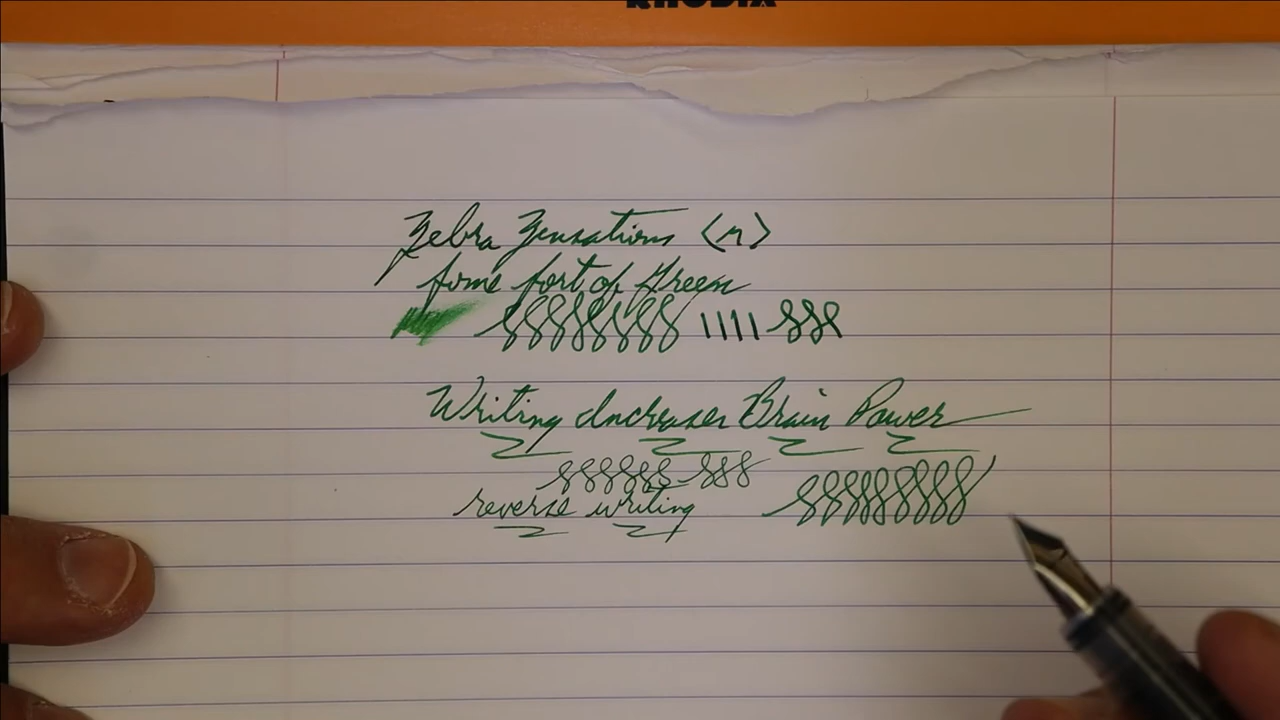 RHODIA
Zebra Zensations (M)
Some sort of Green
Writing Increases Brain Power
reverse writing